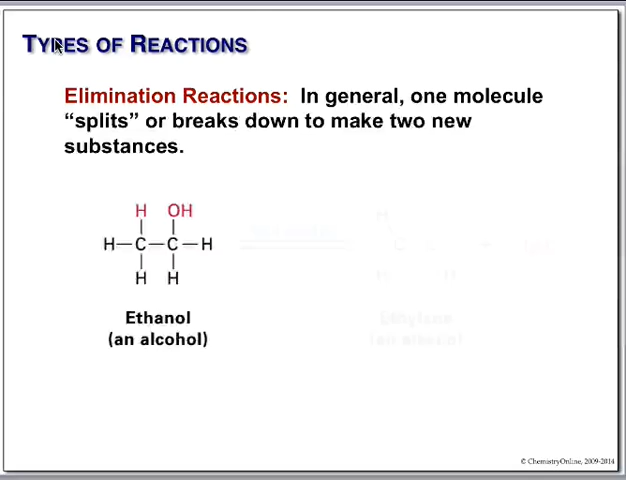 TYPES OF REACTIONS
Elimination Reactions: In general, one molecule
“splits” or breaks down to make two new
substances.
H OH
H—C—C—H
H H
Ethanol
(an alcohol)
© ChemistryOnline, 2009-2014